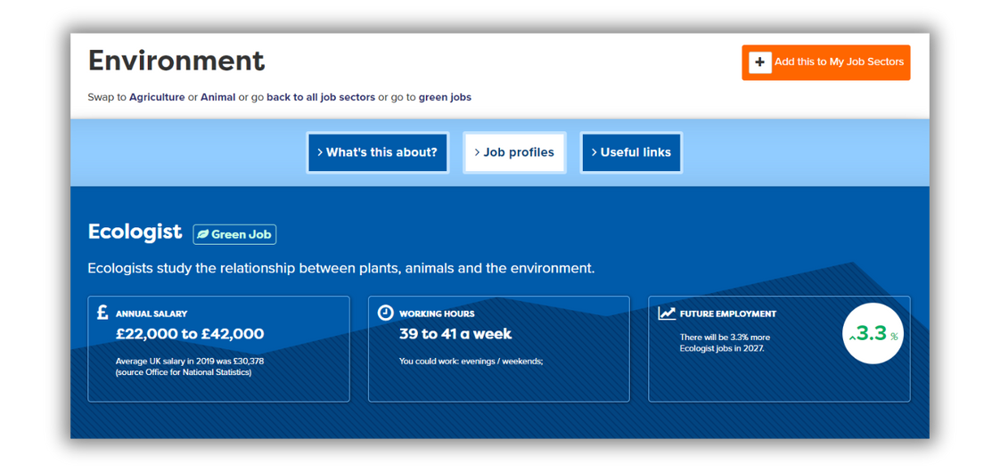 Environment
+ Add this to My Job Sectors
Swap to Agriculture or Animal or go back to all job sectors or go to green jobs
> What's this about?
> Job profiles
> Useful links
Ecologist
Green Job
Ecologists study the relationship between plants, animals and the environment.
£ ANNUAL SALARY
£22,000 to £42,000
Average UK salary in 2019 was £30,378
(source Office for National Statistics)
WORKING HOURS
39 to 41 a week
You could work: evenings / weekends;
FUTURE EMPLOYMENT
There will be 3.3% more
Ecologist jobs in 2027.
^3.3 %